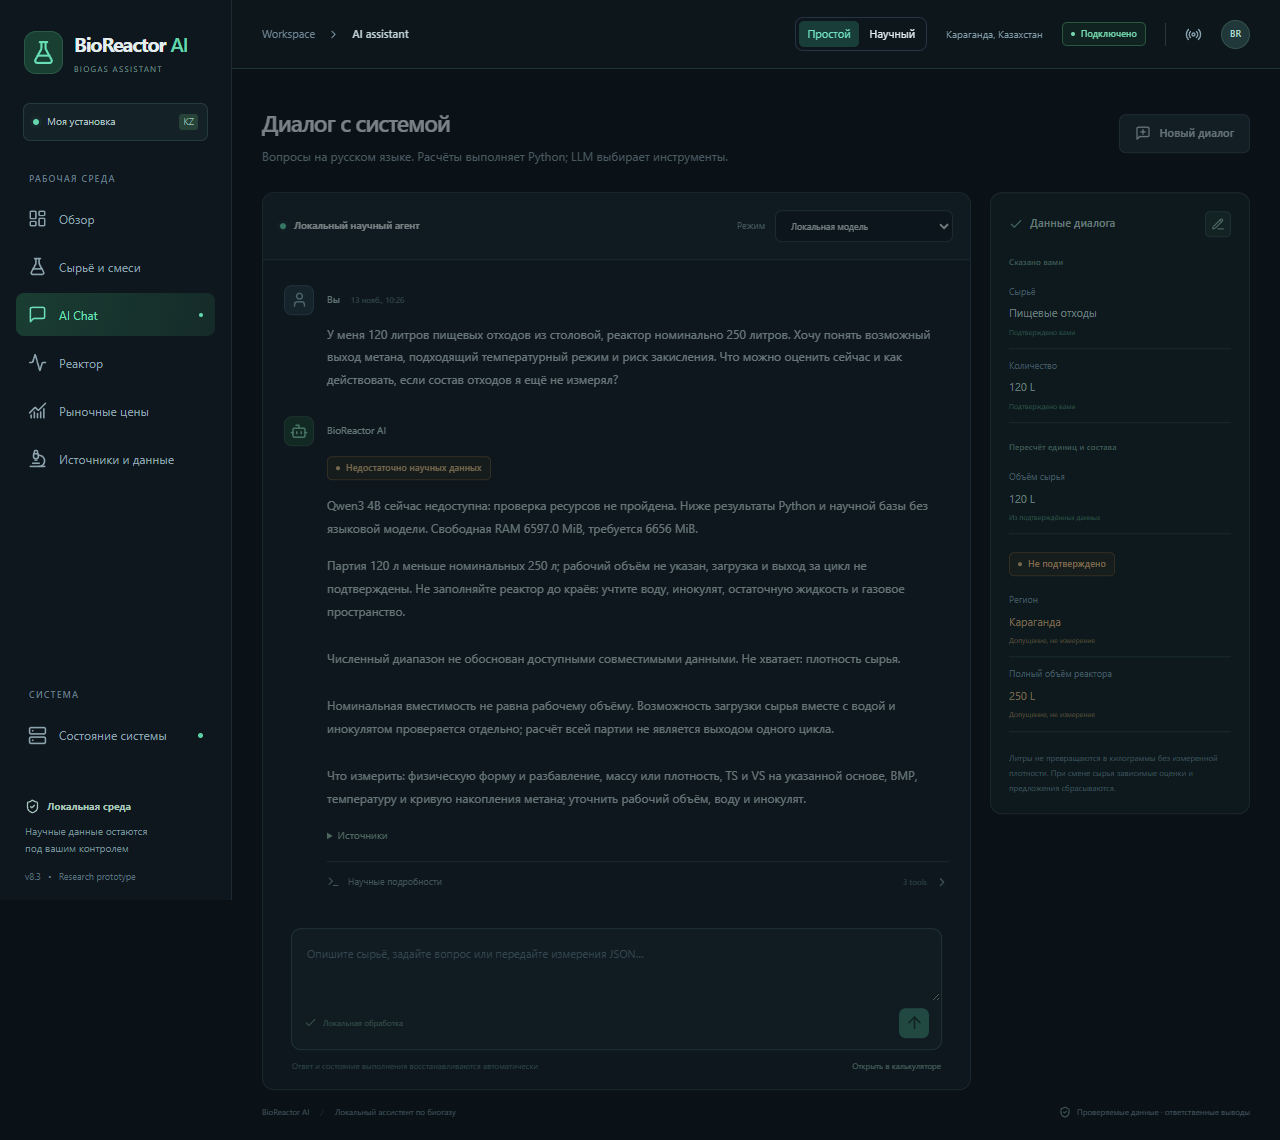 BioReactor AI
BIOGAS ASSISTANT
Моя установка
KZ
РАБОЧАЯ СРЕДА
Обзор
Сырьё и смеси
AI Chat
Реактор
Рыночные цены
Источники и данные
СИСТЕМА
Состояние системы
Локальная среда
Научные данные остаются
под вашим контролем
v8.3 • Research prototype
Workspace > AI assistant
Простой Научный
Караганда, Казахстан
Подключено
BR
Диалог с системой
Вопросы на русском языке. Расчёты выполняет Python; LLM выбирает инструменты.
Новый диалог
Локальный научный агент
Режим
Локальная модель
Вы 13 нояб., 10:26
У меня 120 литров пищевых отходов из столовой, реактор номинально 250 литров. Хочу понять возможный
выход метана, подходящий температурный режим и риск закисления. Что можно оценить сейчас и как
действовать, если состав отходов я ещё не измерял?
BioReactor AI
Недостаточно научных данных
Qwen3 4B сейчас недоступна: проверка ресурсов не пройдена. Ниже результаты Python и научной базы без
языковой модели. Свободная RAM 6597.0 MiB, требуется 6656 MiB.
Партия 120 л меньше номинальных 250 л; рабочий объём не указан, загрузка и выход за цикл не
подтверждены. Не заполняйте реактор до краёв: учтите воду, инокулят, остаточную жидкость и газовое
пространство.
Численный диапазон не обоснован доступными совместимыми данными. Не хватает: плотность сырья.
Номинальная вместимость не равна рабочему объёму. Возможность загрузки сырья вместе с водой и
инокулятом проверяется отдельно; расчёт всей партии не является выходом одного цикла.
Что измерить: физическую форму и разбавление, массу или плотность, TS и VS на указанной основе, BMP,
температуру и кривую накопления метана; уточнить рабочий объём, воду и инокулят.
Источники
Научные подробности
3 tools
Опишите сырьё, задайте вопрос или передайте измерения JSON...
Локальная обработка
Ответ и состояние выполнения восстанавливаются автоматически
Открыть в калькуляторе
Данные диалога
Сказано вами
Сырьё
Пищевые отходы
Подтверждено вами
Количество
120 L
Подтверждено вами
Пересчёт единиц и состава
Объём сырья
120 L
Из подтверждённых данных
Не подтверждено
Регион
Караганда
Допущение, не измерение
Полный объём реактора
250 L
Допущение, не измерение
Литры не превращаются в килограммы без измеренной
плотности. При смене сырья зависимые оценки и
предложения сбрасываются.
BioReactor AI / Локальный ассистент по биогазу
Проверяемые данные · ответственные выводы